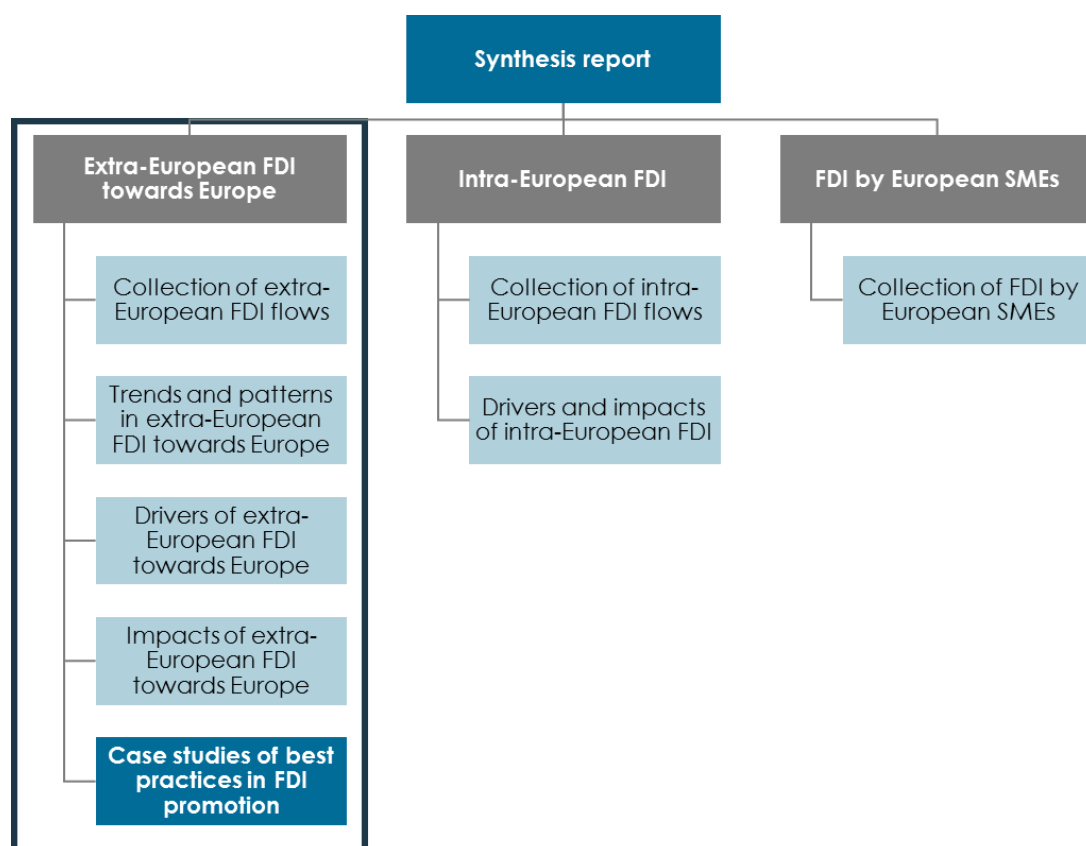 Synthesis report
Extra-European FDI
towards Europe
Collection of extra-
European FDI flows
Trends and patterns
in extra-European
FDI towards Europe
Drivers of extra-
European FDI
towards Europe
Impacts of extra-
European FDI
towards Europe
Case studies of best
practices in FDI
promotion
Intra-European FDI
Collection of intra-
European FDI flows
Drivers and impacts
of intra-European FDI
FDI by European SMEs
Collection of FDI by
European SMEs